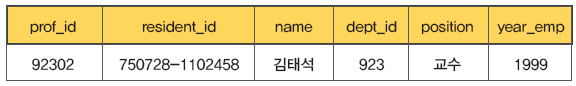 prof_id resident_id name dept_id position year_emp
92302 750728-1102458 김태석 923 교수 1999